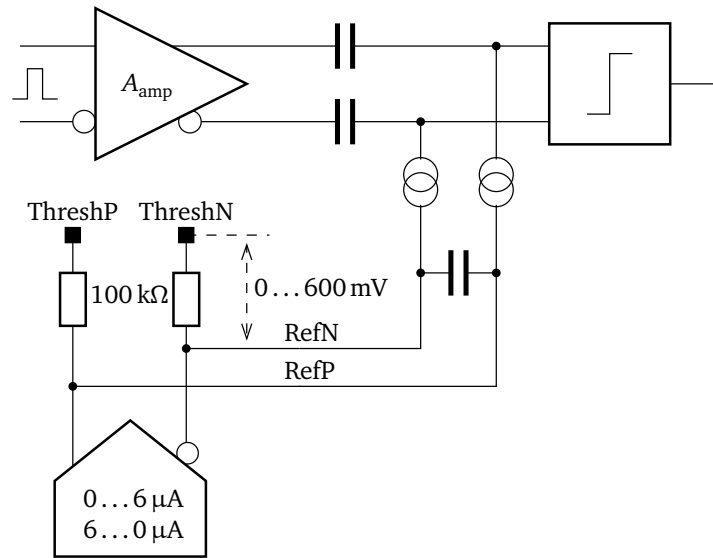 A_amp
ThreshP ThreshN
100 kΩ
0...600 mV
RefN
RefP
0...6 µA
6...0 µA